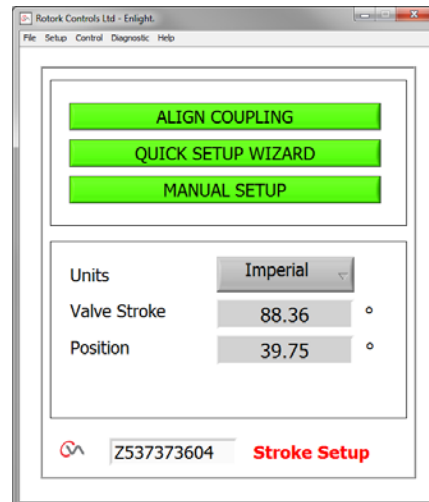 Rotork Controls Ltd - Enlight.
File Setup Control Diagnostic Help
ALIGN COUPLING
QUICK SETUP WIZARD
MANUAL SETUP
Units Imperial
Valve Stroke 88.36 °
Position 39.75 °
Z537373604 Stroke Setup